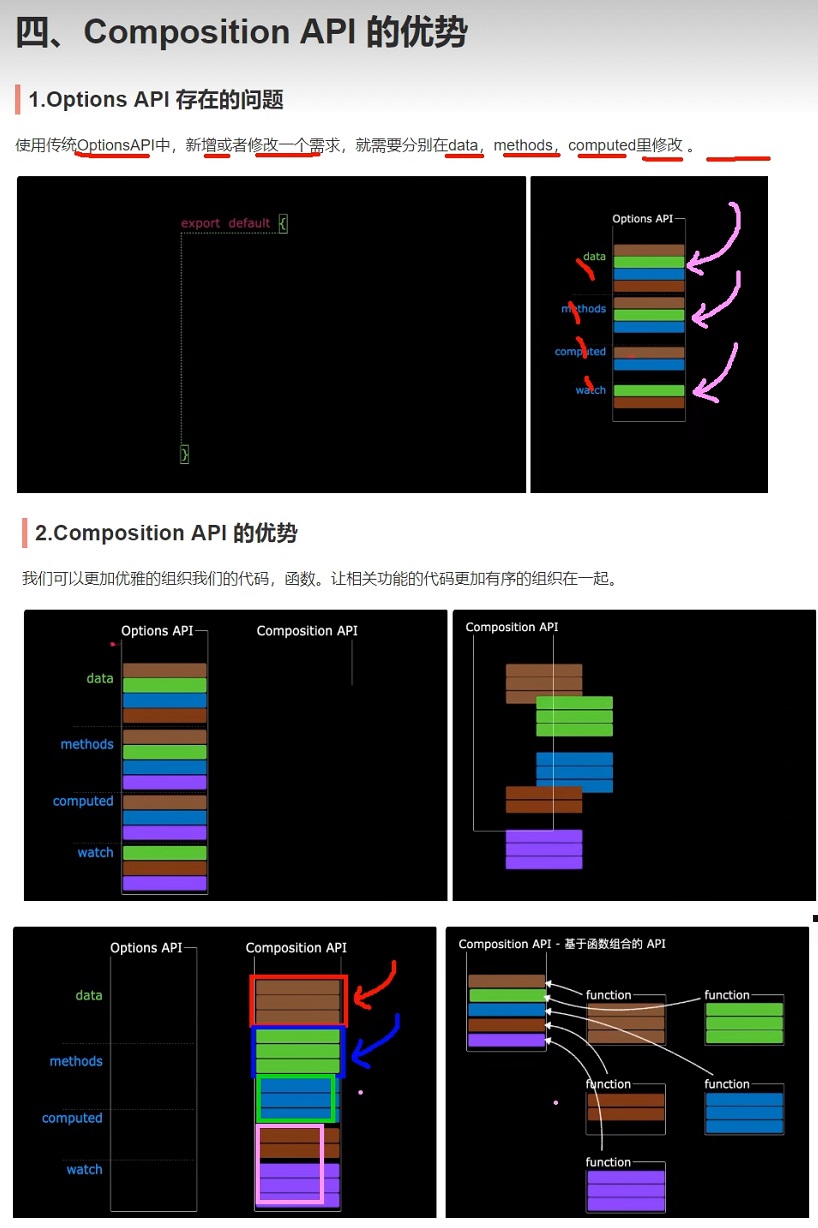 四、Composition API 的优势
1.Options API 存在的问题
使用传统OptionsAPI中，新增或者修改一个需求，就需要分别在data，methods，computed里修改 。
export default {
}
Options API
data
methods
computed
watch
2.Composition API 的优势
我们可以更加优雅的组织我们的代码，函数。让相关功能的代码更加有序的组织在一起。
Options API
Composition API
data
methods
computed
watch
Composition API
Options API
Composition API
data
methods
computed
watch
Composition API - 基于函数组合的 API
function
function
function
function
function